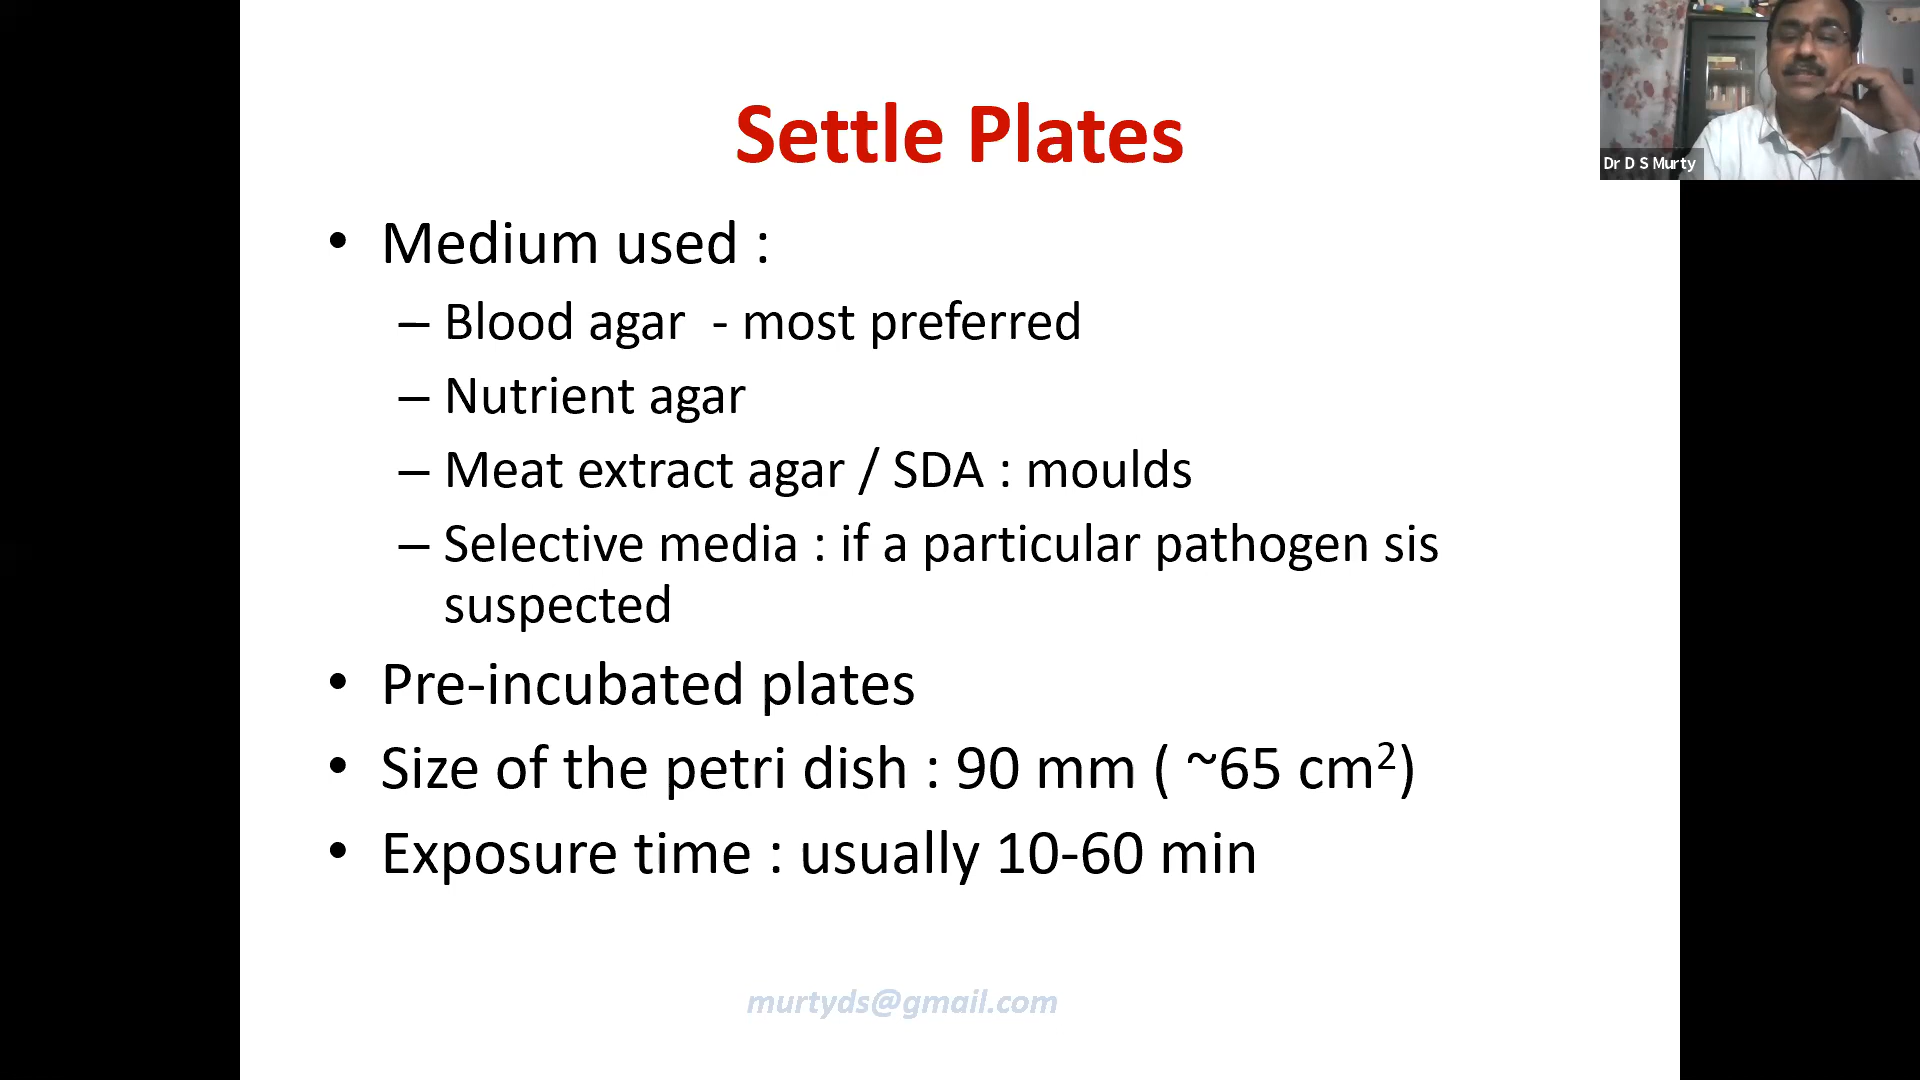 Settle Plates
Dr D S Murty
• Medium used :
– Blood agar - most preferred
– Nutrient agar
– Meat extract agar / SDA : moulds
– Selective media : if a particular pathogen sis
suspected
• Pre-incubated plates
• Size of the petri dish : 90 mm ( ~65 cm²)
• Exposure time : usually 10-60 min
murtyds@gmail.com